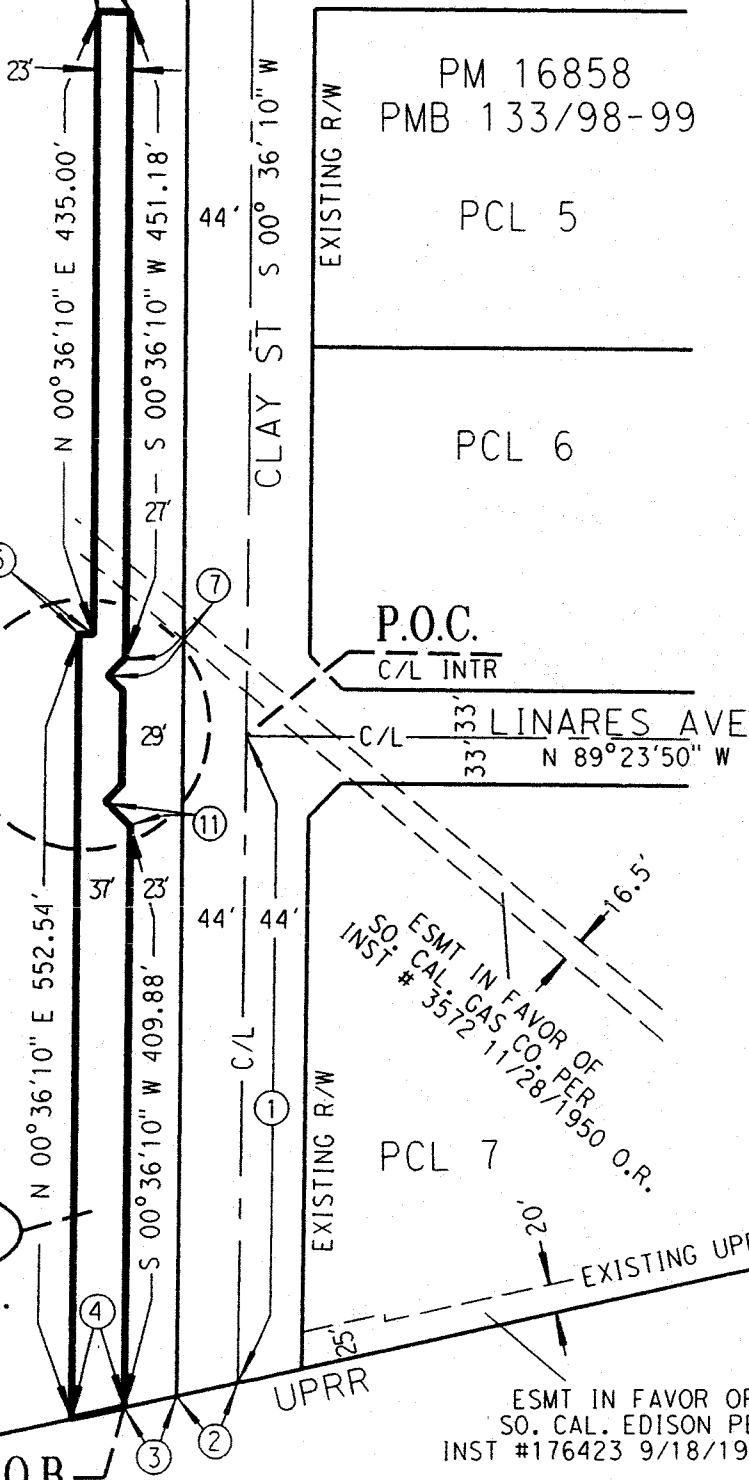 23'
N 00°36'10" E 435.00'
S 00°36'10" W 451.18'
44'
S 00°36'10" W
CLAY ST
EXISTING R/W
PM 16858
PMB 133/98-99
PCL 5
PCL 6
27'
7
P.O.C.
C/L INTR
29'
C/L
33'
33'
LINARES AVE
N 89°23'50" W
11
37'
23'
44'
44'
16.5'
ESMT IN FAVOR OF
SO. CAL. GAS CO. PER
INST # 3572 11/28/1950 O.R.
N 00°36'10" E 552.54'
S 00°36'10" W 409.88'
C/L
1
EXISTING R/W
PCL 7
20'
EXISTING UP
25'
4
UPRR
3
2
ESMT IN FAVOR OF
SO. CAL. EDISON PE
INST #176423 9/18/19
O.B.